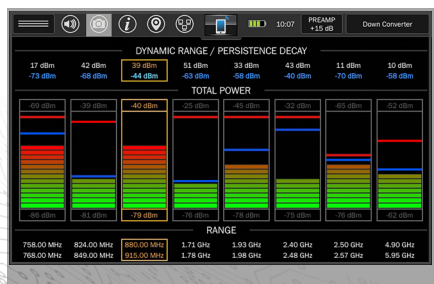 10:07 PREAMP +15 dB Down Converter
DYNAMIC RANGE / PERSISTENCE DECAY
17 dBm 42 dBm 39 dBm 51 dBm 33 dBm 43 dBm 11 dBm 10 dBm
-73 dBm -68 dBm -44 dBm -63 dBm -58 dBm -40 dBm -70 dBm -58 dBm
TOTAL POWER
-69 dBm -39 dBm -40 dBm -25 dBm -45 dBm -32 dBm -65 dBm -52 dBm
-86 dBm -81 dBm -79 dBm -76 dBm -78 dBm -75 dBm -76 dBm -62 dBm
RANGE
758.00 MHz 824.00 MHz 880.00 MHz 1.71 GHz 1.93 GHz 2.40 GHz 2.50 GHz 4.90 GHz
768.00 MHz 849.00 MHz 915.00 MHz 1.78 GHz 1.98 GHz 2.48 GHz 2.57 GHz 5.95 GHz